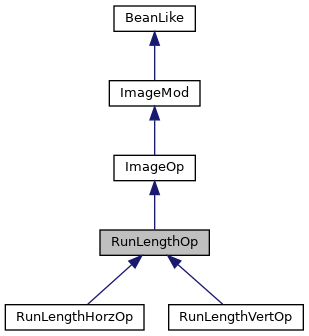 BeanLike
ImageMod
ImageOp
RunLengthOp
RunLengthHorzOp
RunLengthVertOp